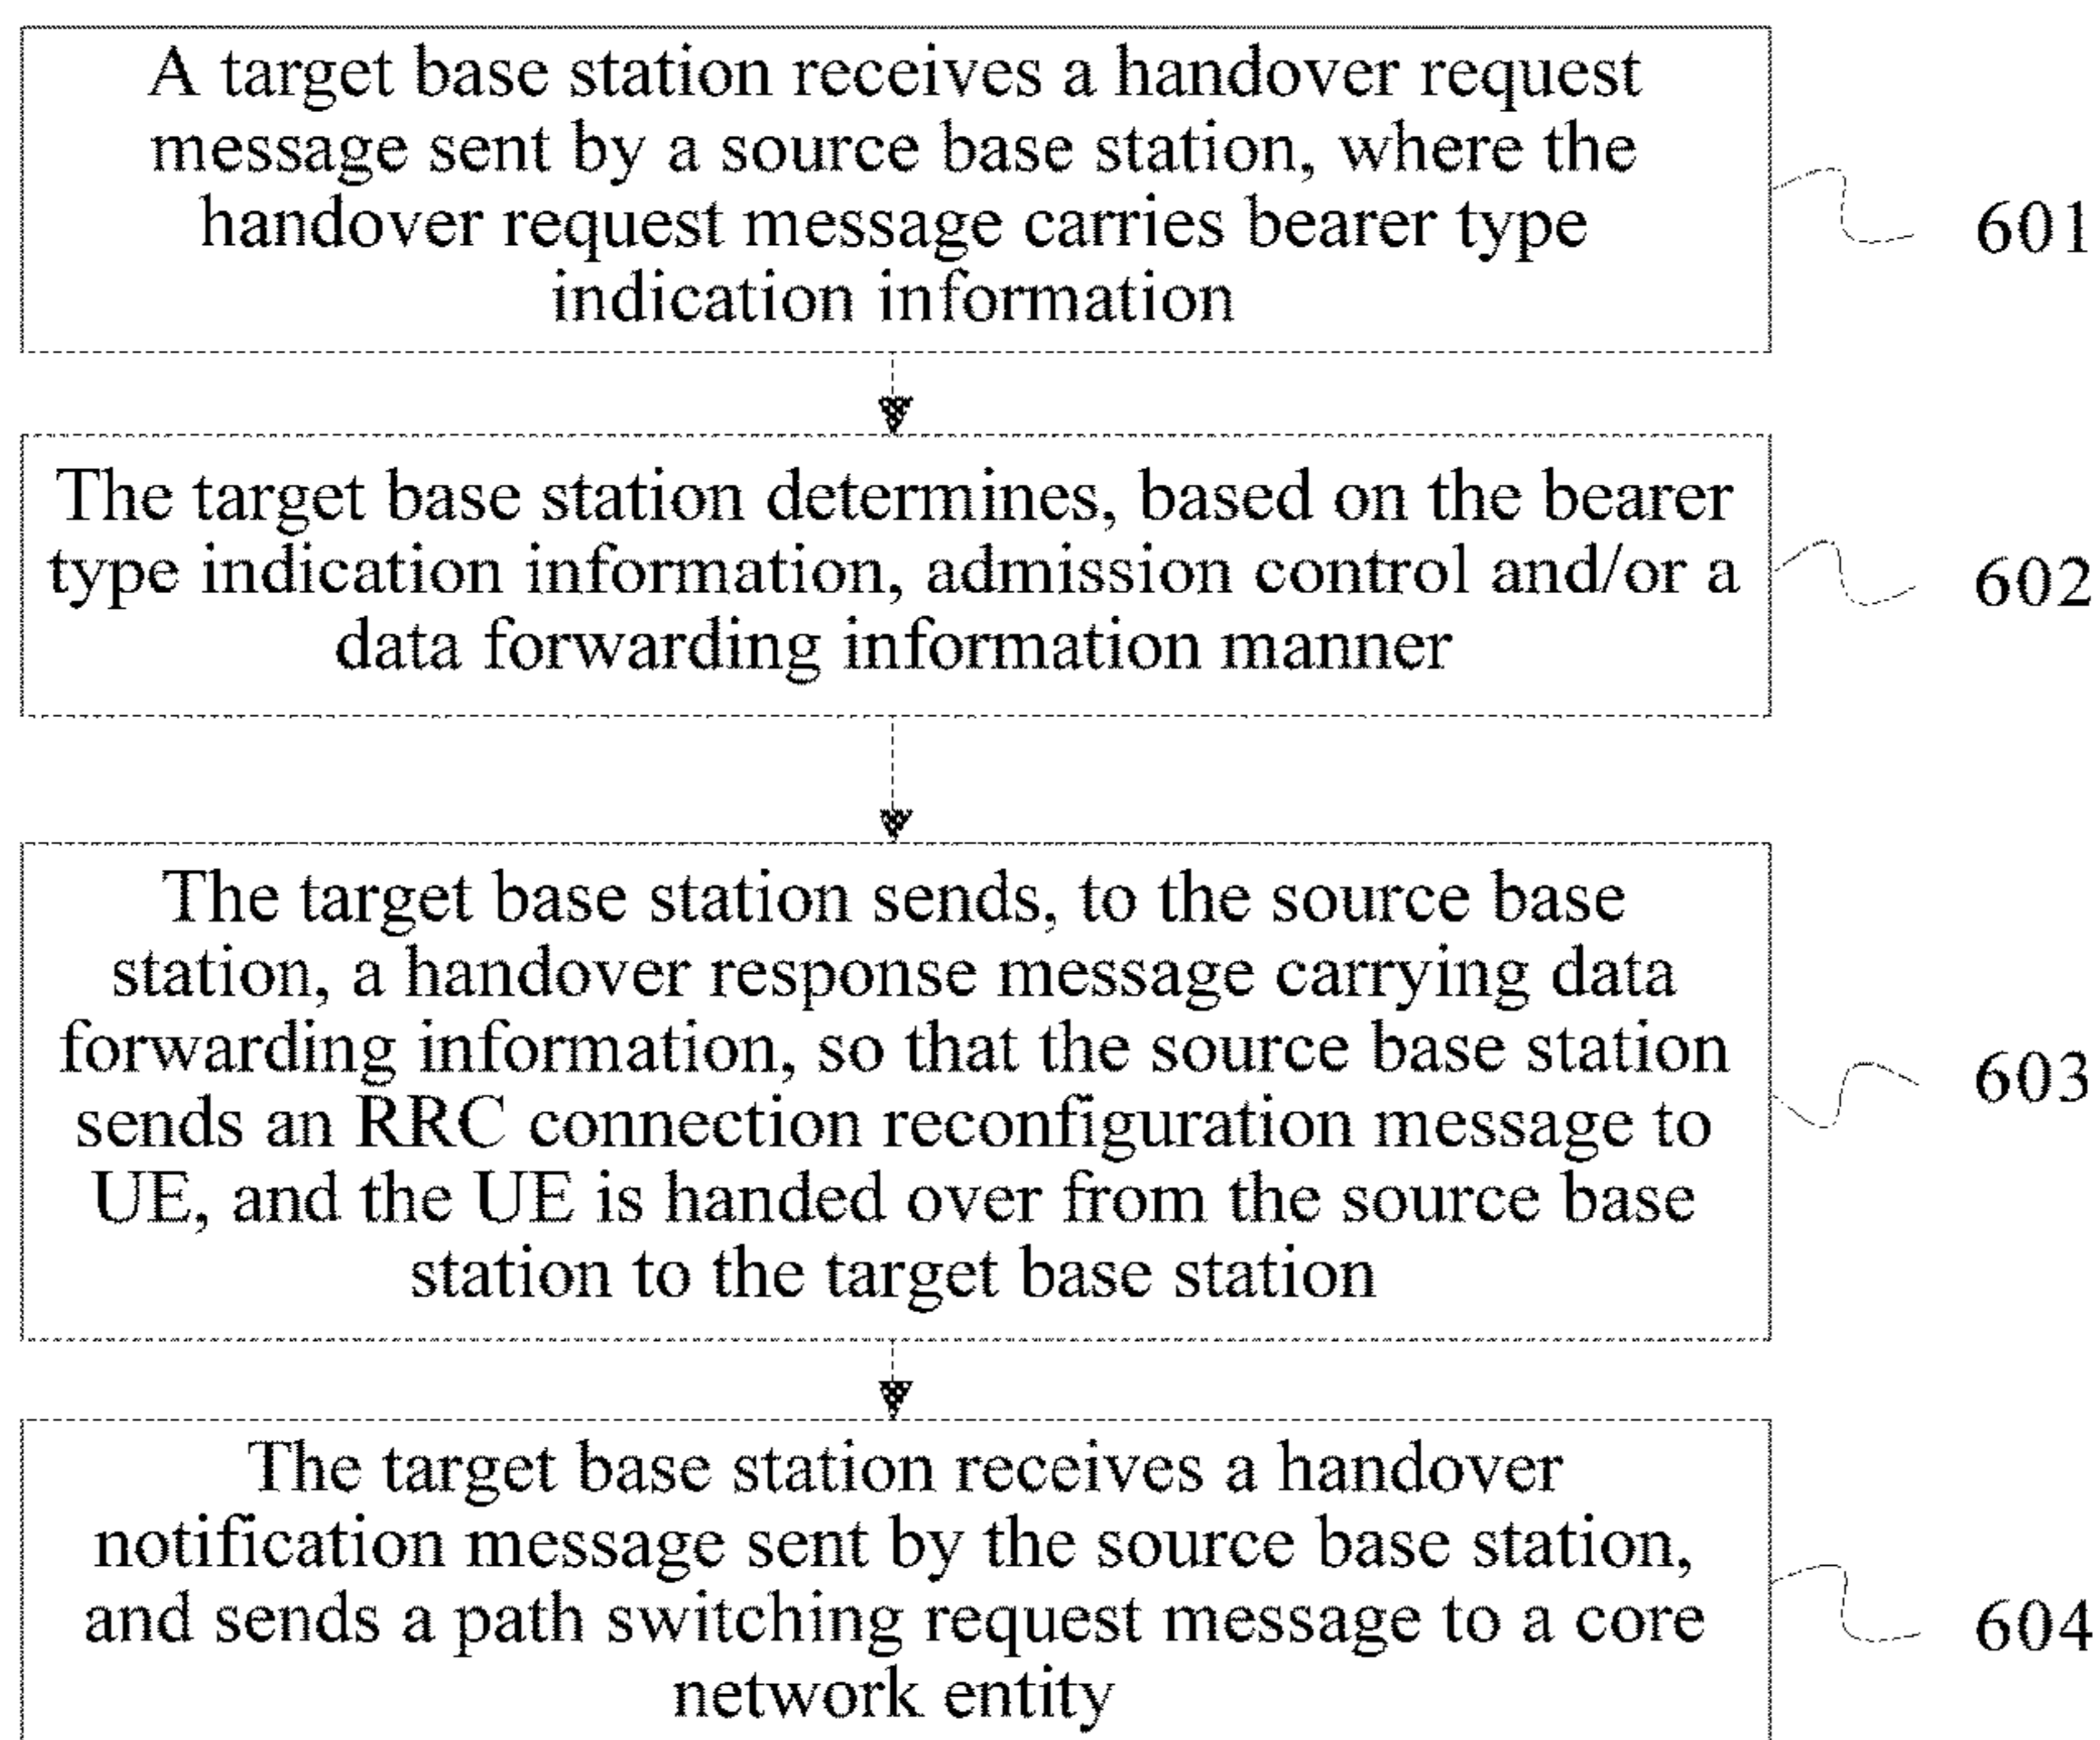 A target base station receives a handover request
message sent by a source base station, where the
handover request message carries bearer type
indication information
601
The target base station determines, based on the bearer
type indication information, admission control and/or a
data forwarding information manner
602
The target base station sends, to the source base
station, a handover response message carrying data
forwarding information, so that the source base station
sends an RRC connection reconfiguration message to
UE, and the UE is handed over from the source base
station to the target base station
603
The target base station receives a handover
notification message sent by the source base station,
and sends a path switching request message to a core
network entity
604